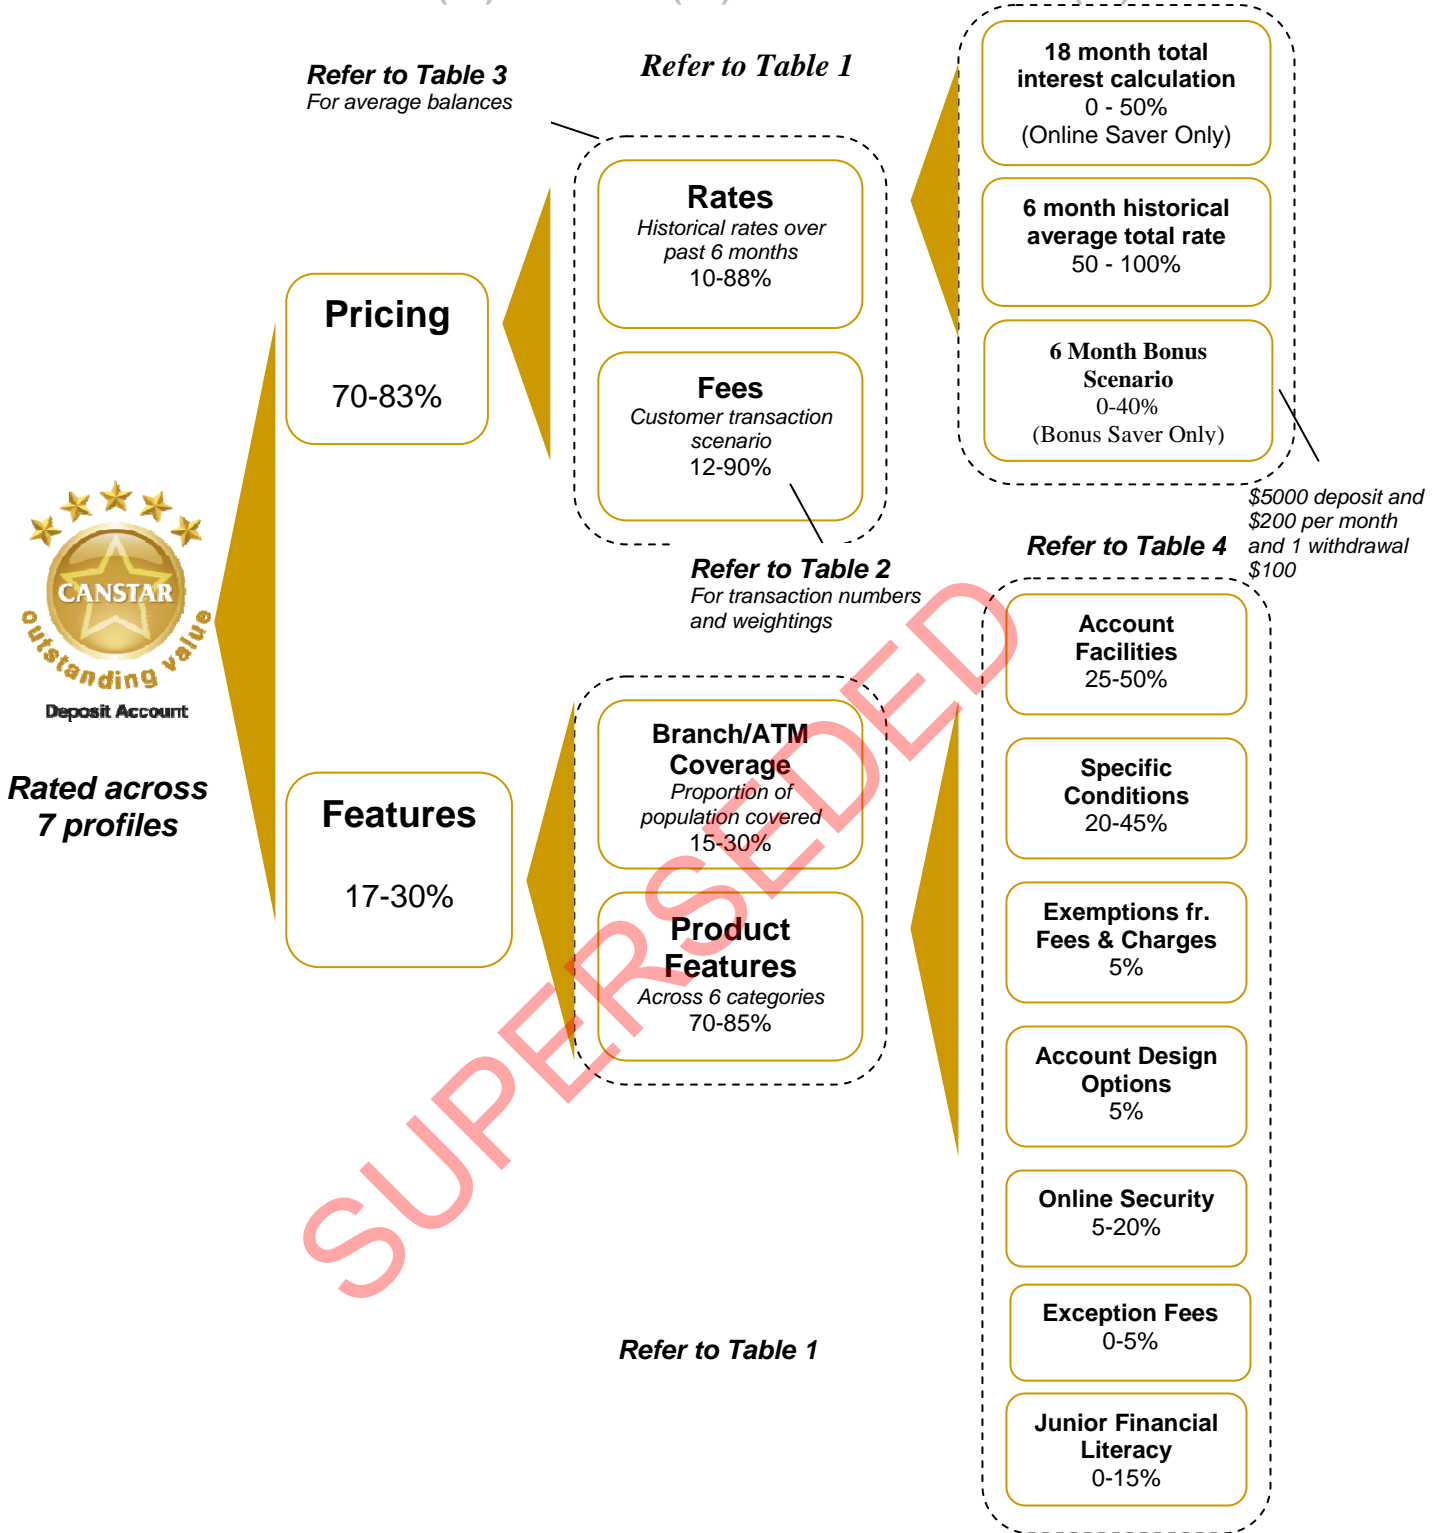 Refer to Table 3
For average balances
Refer to Table 1
18 month total
interest calculation
0 - 50%
(Online Saver Only)
Rates
Historical rates over
past 6 months
10-88%
6 month historical
average total rate
50 - 100%
Pricing
70-83%
Fees
Customer transaction
scenario
12-90%
6 Month Bonus
Scenario
0-40%
(Bonus Saver Only)
$5000 deposit and
$200 per month
and 1 withdrawal
$100
Refer to Table 2
For transaction numbers
and weightings
Refer to Table 4
CANSTAR
outstanding value
Deposit Account
Rated across
7 profiles
Features
17-30%
Branch/ATM
Coverage
Proportion of
population covered
15-30%
Product
Features
Across 6 categories
70-85%
Account
Facilities
25-50%
Specific
Conditions
20-45%
Exemptions fr.
Fees & Charges
5%
Account Design
Options
5%
Online Security
5-20%
Exception Fees
0-5%
Junior Financial
Literacy
0-15%
Refer to Table 1
SUPERSEDED